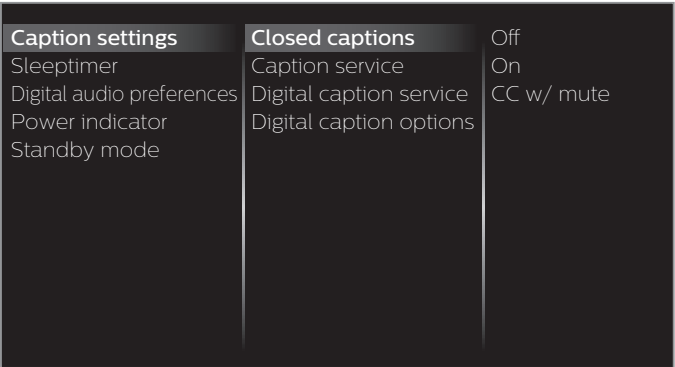 Caption settings
Sleeptimer
Digital audio preferences
Power indicator
Standby mode
Closed captions
Caption service
Digital caption service
Digital caption options
Off
On
CC w/ mute